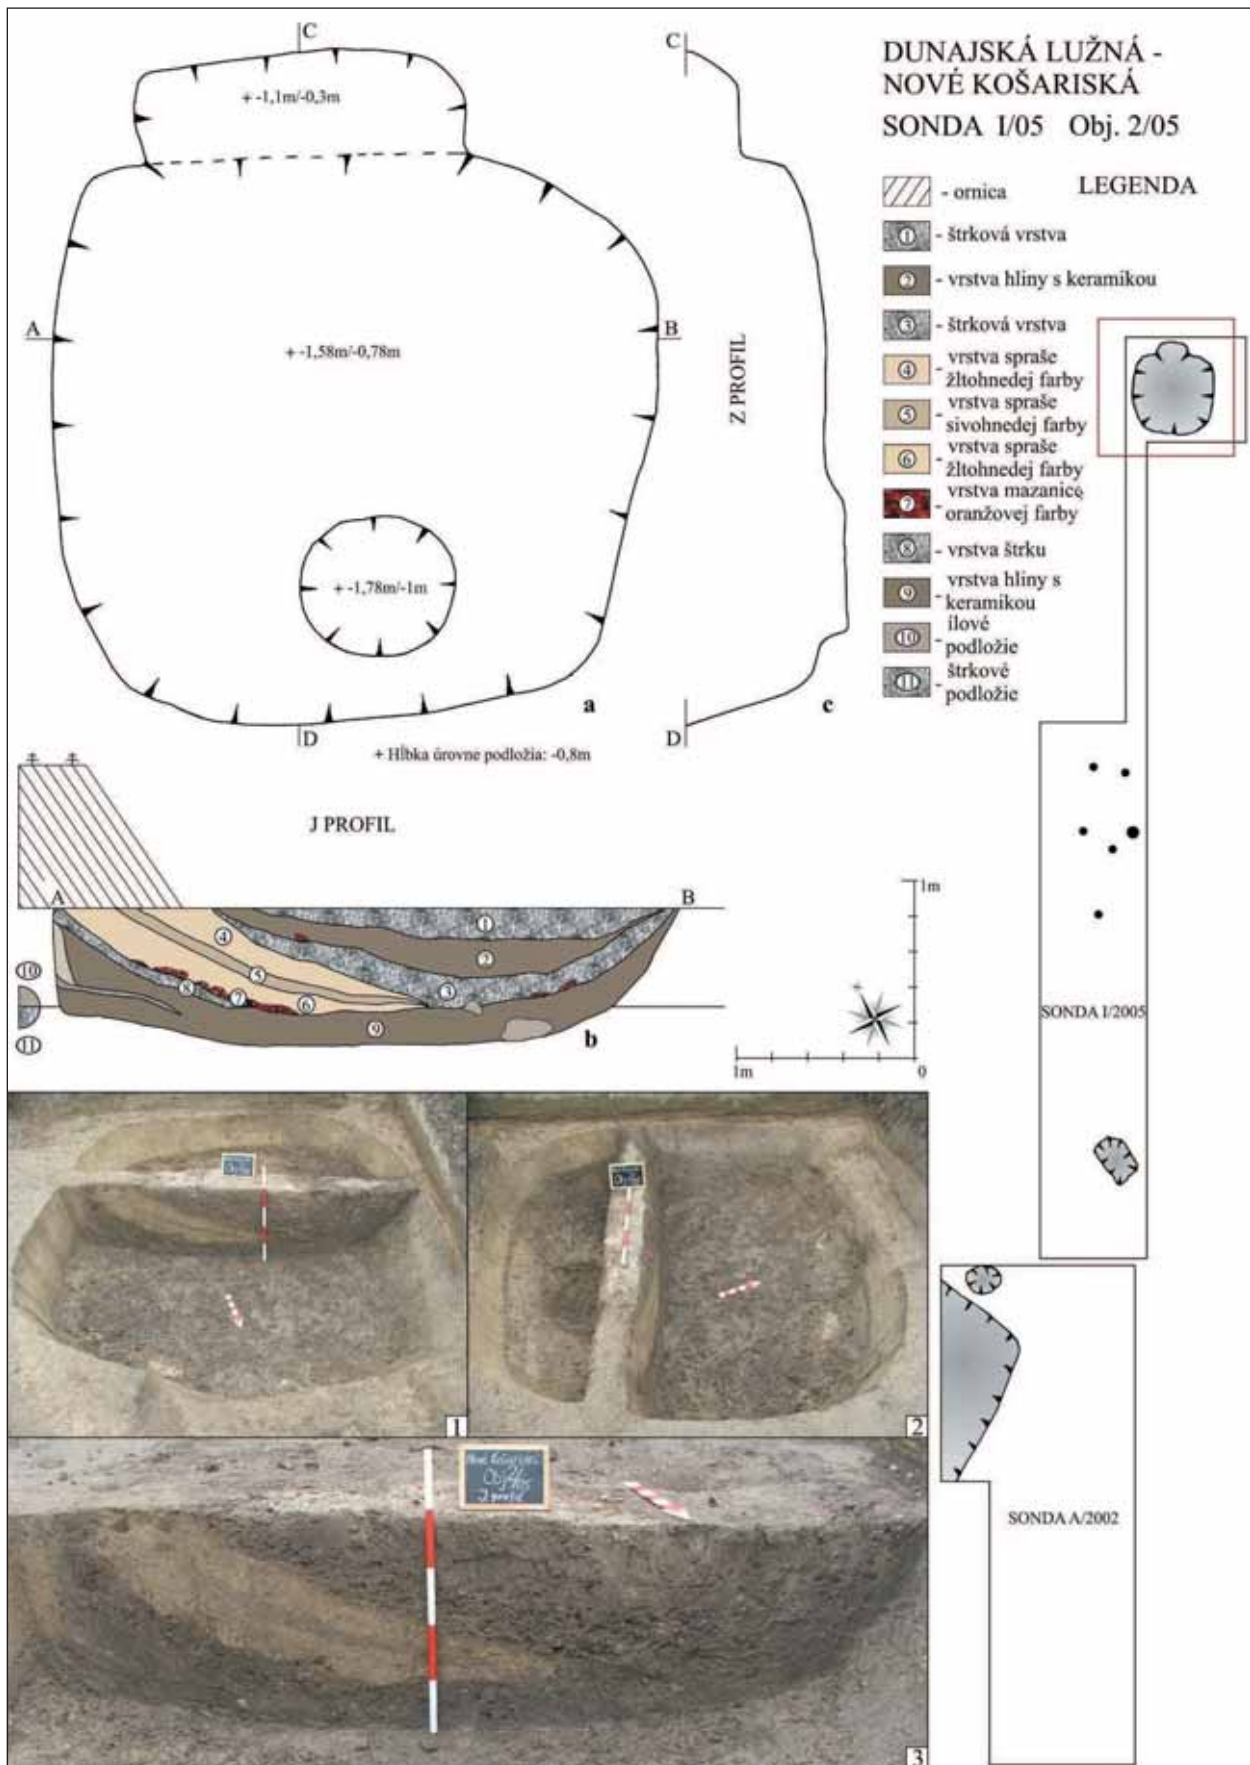 DUNAJSKÁ LUŽNÁ -
NOVÉ KOŠARISKÁ
SONDA I/05 Obj. 2/05
LEGENDA
- ornica
1 - štrková vrstva
2 - vrstva hliny s keramikou
3 - štrková vrstva
4 - vrstva spraše
žltohnedej farby
5 - vrstva spraše
sivohnedej farby
6 - vrstva spraše
žltohnedej farby
7 - vrstva mazanice
oranžovej farby
8 - vrstva štrku
9 - vrstva hliny s
keramikou
10 - ílové
podložie
11 - štrkové
podložie
C
+ -1,1m/-0,3m
A
B
+ -1,58m/-0,78m
+ -1,78m/-1m
a
D
C
Z PROFIL
c
D
+ Hĺbka úrovne podložia: -0,8m
J PROFIL
A
B
1
2
3
4
5
6
7
8
9
10
11
b
1m
1m
0
SONDA I/2005
SONDA A/2002
1
2
Obj 2/05
J profil
3